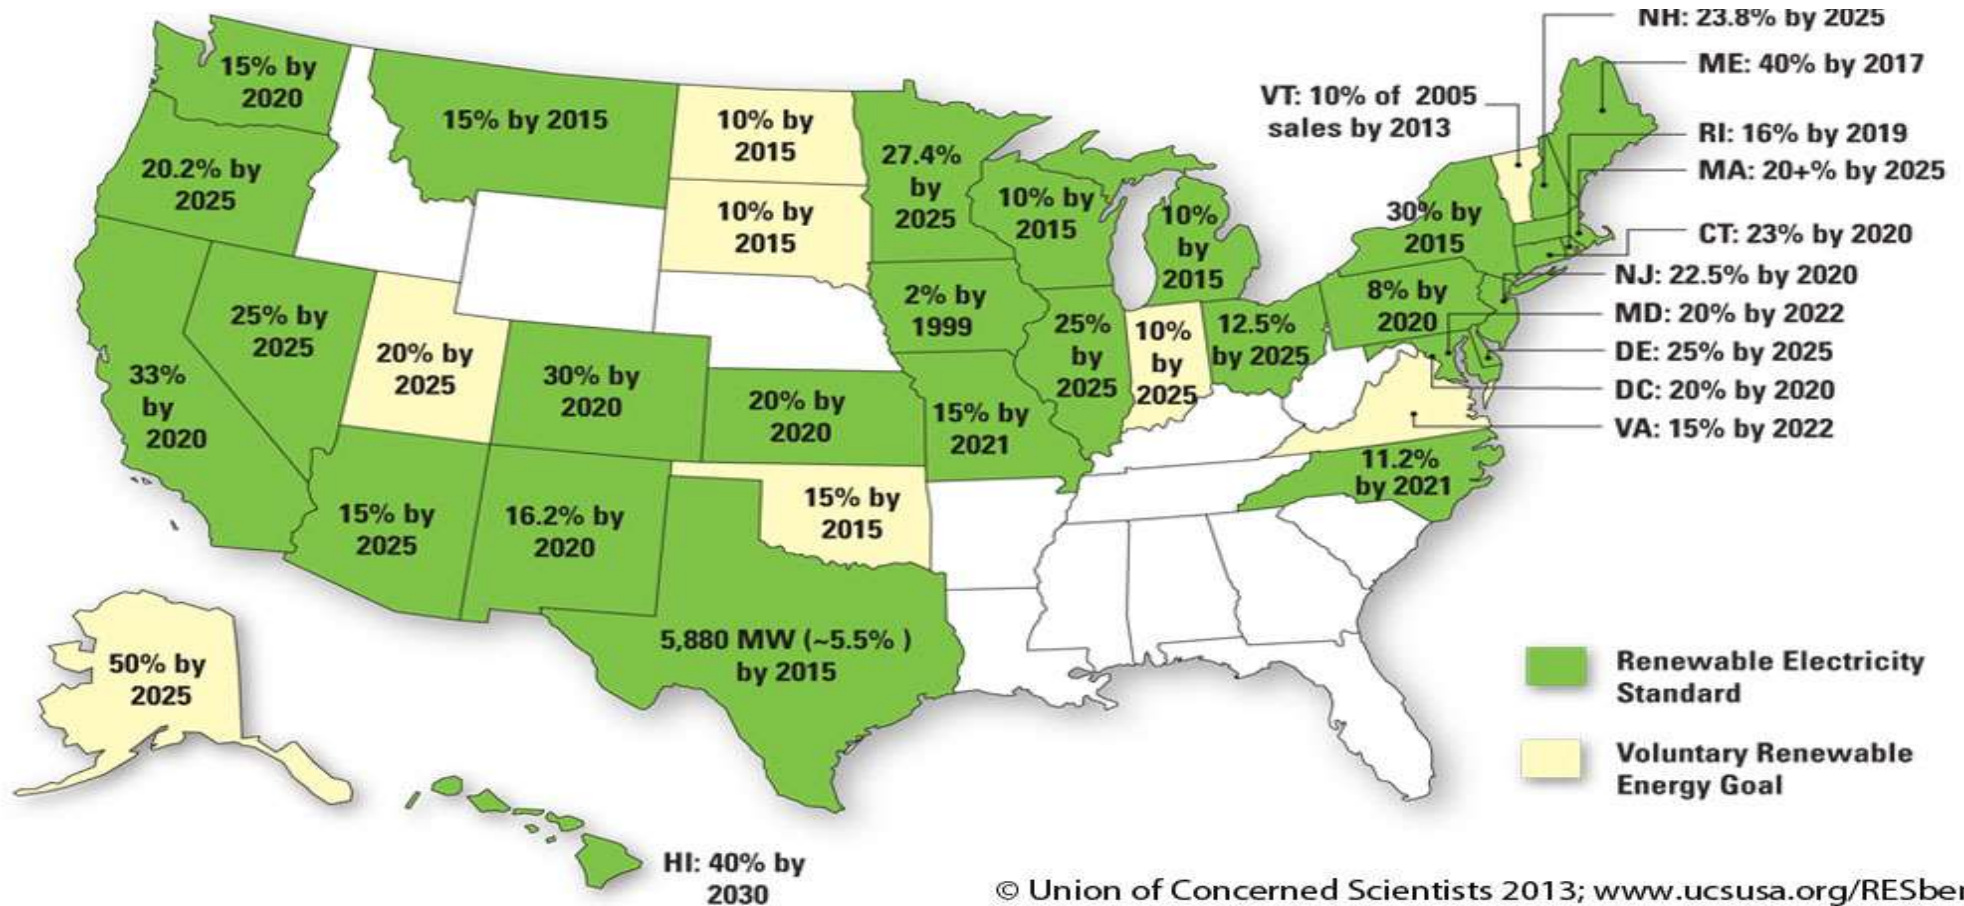 NH: 23.8% by 2025
ME: 40% by 2017
VT: 10% of 2005
sales by 2013
RI: 16% by 2019
MA: 20+% by 2025
CT: 23% by 2020
NJ: 22.5% by 2020
MD: 20% by 2022
DE: 25% by 2025
DC: 20% by 2020
VA: 15% by 2022
15% by
2020
15% by 2015
10% by
2015
27.4%
by
2025
20.2% by
2025
10% by
2015
10% by
2015
10%
by
2015
30% by
2015
2% by
1999
8% by
2020
25% by
2025
20% by
2025
25%
by
2025
10%
by
2025
12.5%
by 2025
33%
by
2020
30% by
2020
20% by
2020
15% by
2021
11.2%
by 2021
15% by
2025
16.2% by
2020
15% by
2015
5,880 MW (~5.5% )
by 2015
50% by
2025
HI: 40% by
2030
Renewable Electricity
Standard
Voluntary Renewable
Energy Goal
© Union of Concerned Scientists 2013; www.ucsusa.org/RESber